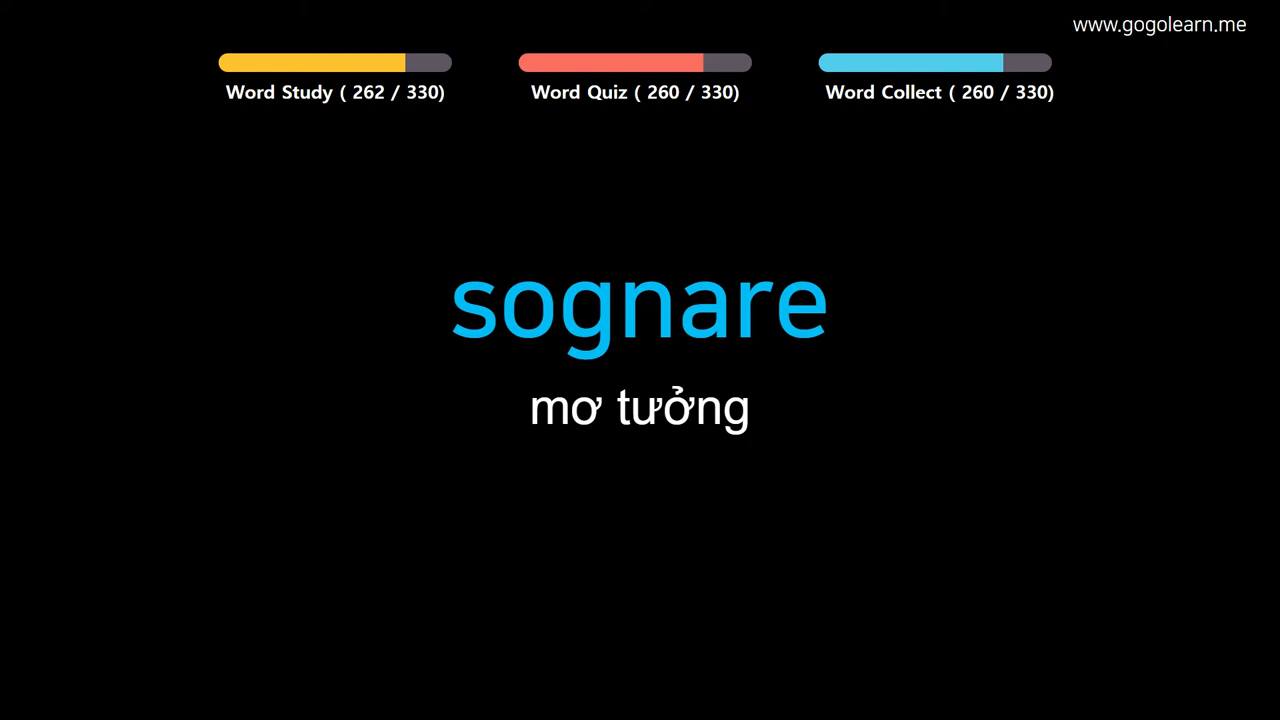 www.gogolearn.me
Word Study ( 262 / 330)
Word Quiz ( 260 / 330)
Word Collect ( 260 / 330)
sognare
mơ tưởng